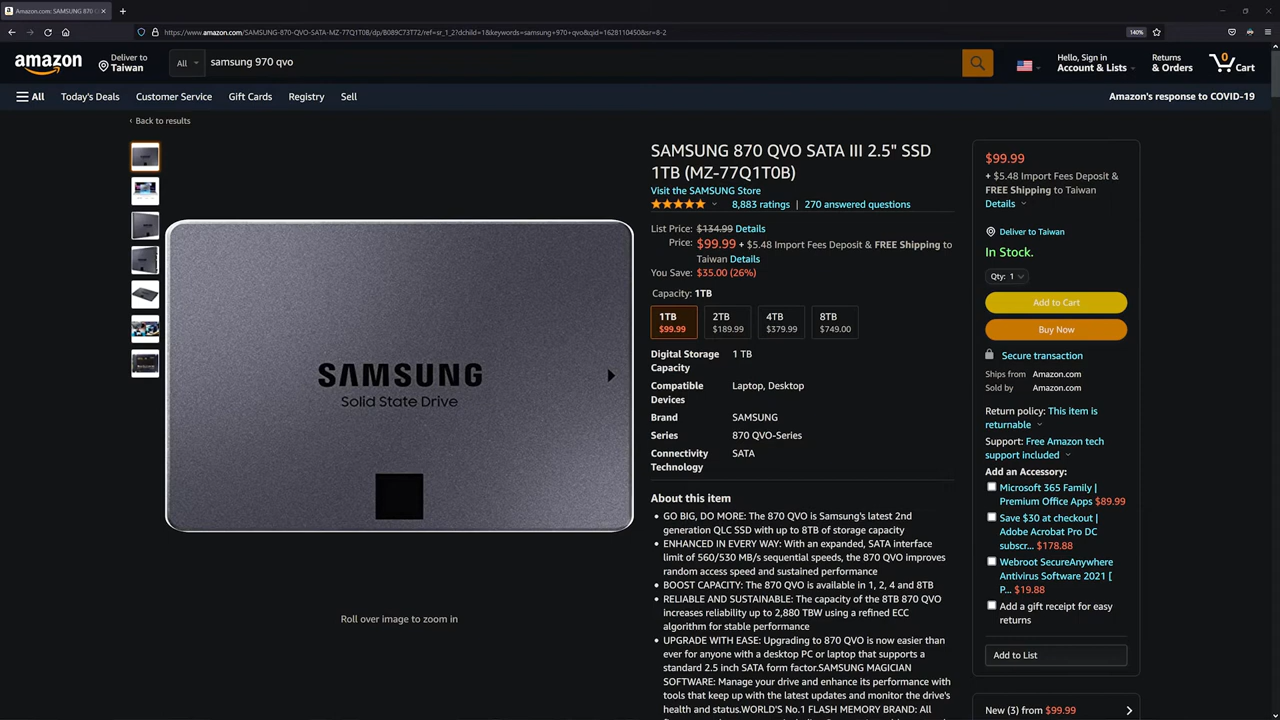 Amazon.com: SAMSUNG 870 Q
https://www.amazon.com/SAMSUNG-870-QVO-SATA-MZ-77Q1T0B/dp/B089C73T72/ref=sr_1_2?dchild=1&keywords=samsung+970+qvo&qid=1628110450&sr=8-2
140%
amazon
Deliver to
Taiwan
All
samsung 970 qvo
Hello, Sign in
Account & Lists
Returns
& Orders
0
Cart
All
Today's Deals
Customer Service
Gift Cards
Registry
Sell
Amazon's response to COVID-19
‹ Back to results
SAMSUNG
Solid State Drive
Roll over image to zoom in
SAMSUNG 870 QVO SATA III 2.5" SSD
1TB (MZ-77Q1T0B)
Visit the SAMSUNG Store
8,883 ratings | 270 answered questions
List Price: $134.99 Details
Price: $99.99 + $5.48 Import Fees Deposit & FREE Shipping to
Taiwan Details
You Save: $35.00 (26%)
Capacity: 1TB
1TB
$99.99
2TB
$189.99
4TB
$379.99
8TB
$749.00
Digital Storage
Capacity
1 TB
Compatible
Devices
Laptop, Desktop
Brand
SAMSUNG
Series
870 QVO-Series
Connectivity
Technology
SATA
About this item
• GO BIG, DO MORE: The 870 QVO is Samsung's latest 2nd
generation QLC SSD with up to 8TB of storage capacity
• ENHANCED IN EVERY WAY: With an expanded, SATA interface
limit of 560/530 MB/s sequential speeds, the 870 QVO improves
random access speed and sustained performance
• BOOST CAPACITY: The 870 QVO is available in 1, 2, 4 and 8TB
• RELIABLE AND SUSTAINABLE: The capacity of the 8TB 870 QVO
increases reliability up to 2,880 TBW using a refined ECC
algorithm for stable performance
• UPGRADE WITH EASE: Upgrading to 870 QVO is now easier than
ever for anyone with a desktop PC or laptop that supports a
standard 2.5 inch SATA form factor.SAMSUNG MAGICIAN
SOFTWARE: Manage your drive and enhance its performance with
tools that keep up with the latest updates and monitor the drive's
health and status.WORLD'S No.1 FLASH MEMORY BRAND: All
$99.99
+ $5.48 Import Fees Deposit &
FREE Shipping to Taiwan
Details
Deliver to Taiwan
In Stock.
Qty: 1
Add to Cart
Buy Now
Secure transaction
Ships from Amazon.com
Sold by Amazon.com
Return policy: This item is
returnable
Support: Free Amazon tech
support included
Add an Accessory:
Microsoft 365 Family |
Premium Office Apps $89.99
Save $30 at checkout |
Adobe Acrobat Pro DC
subscr... $178.88
Webroot SecureAnywhere
Antivirus Software 2021 [
P... $19.88
Add a gift receipt for easy
returns
Add to List
New (3) from $99.99